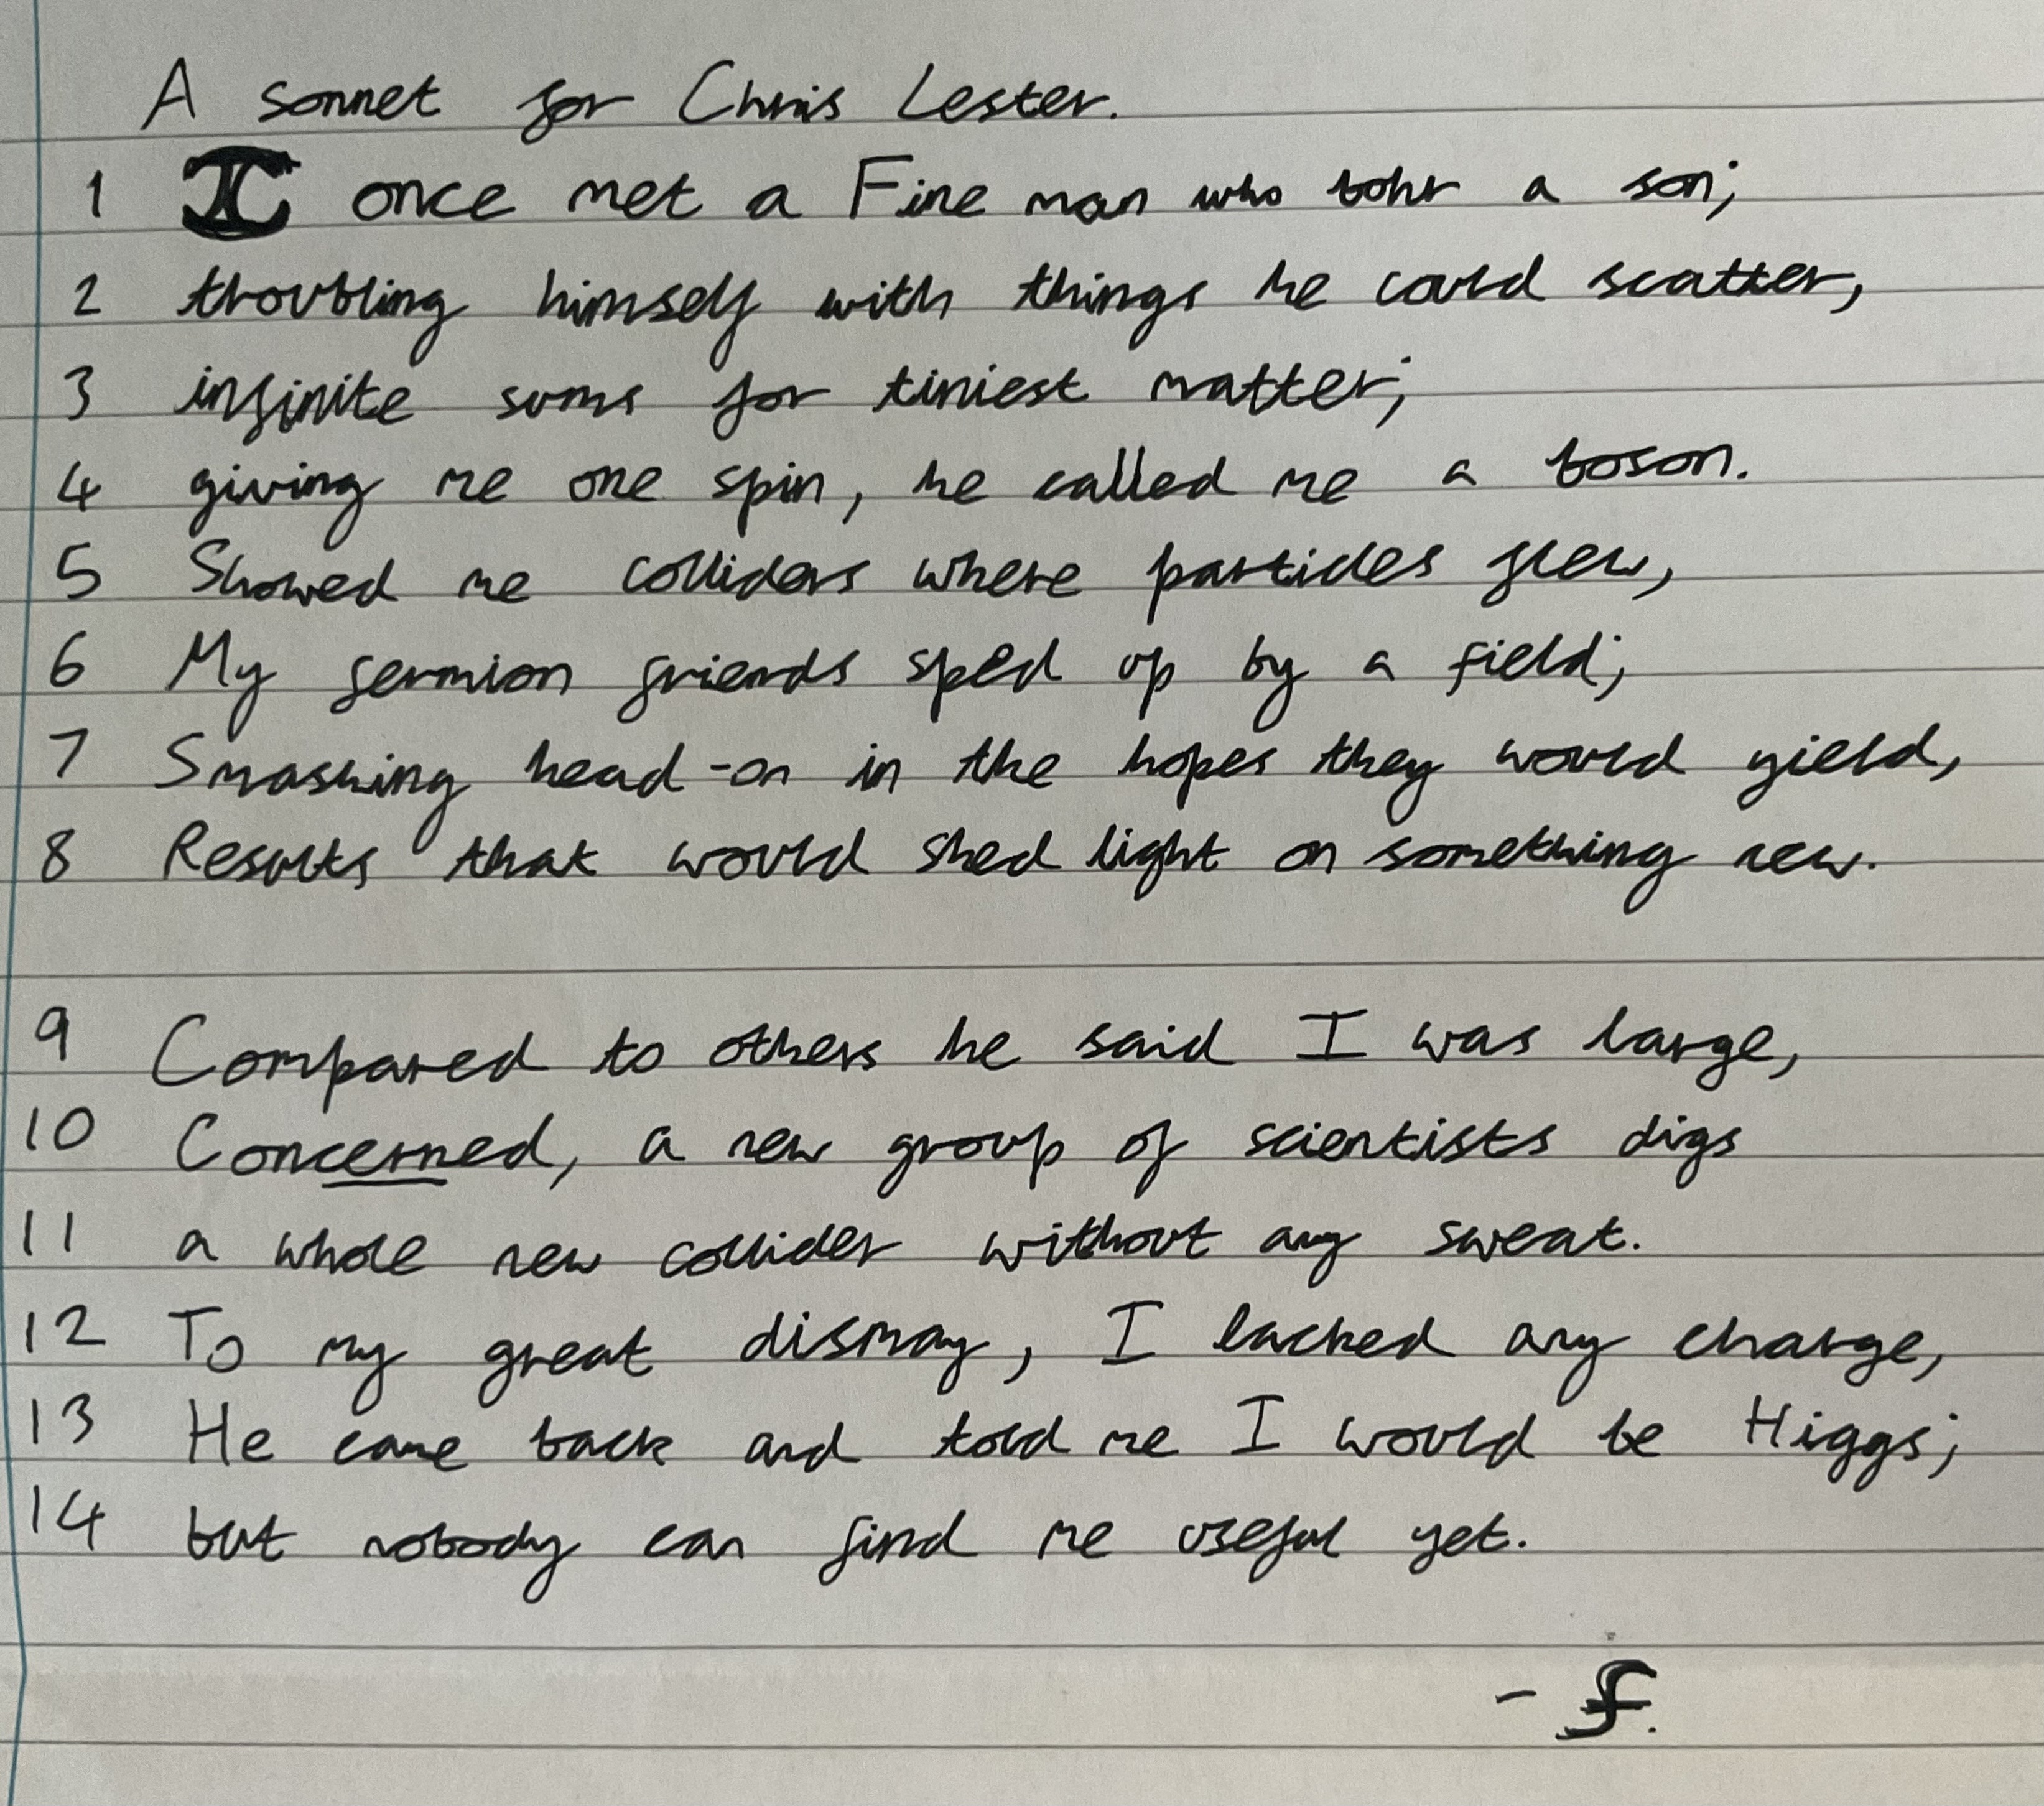 A sonnet for Chris Lester.
1 I once met a Fine man who bohr a son;
2 troubling himself with things he could scatter,
3 infinite sums for tiniest matter;
4 giving me one spin, he called me a boson.
5 Showed me colliders where particles flew,
6 My fermion friends sped up by a field;
7 Smashing head-on in the hopes they would yield,
8 Results that would shed light on something new.
9 Compared to others he said I was large,
10 Concerned, a new group of scientists digs
11 a whole new collider without any sweat.
12 To my great dismay, I lacked any charge,
13 He came back and told me I would be Higgs;
14 but nobody can find me useful yet.
- F.